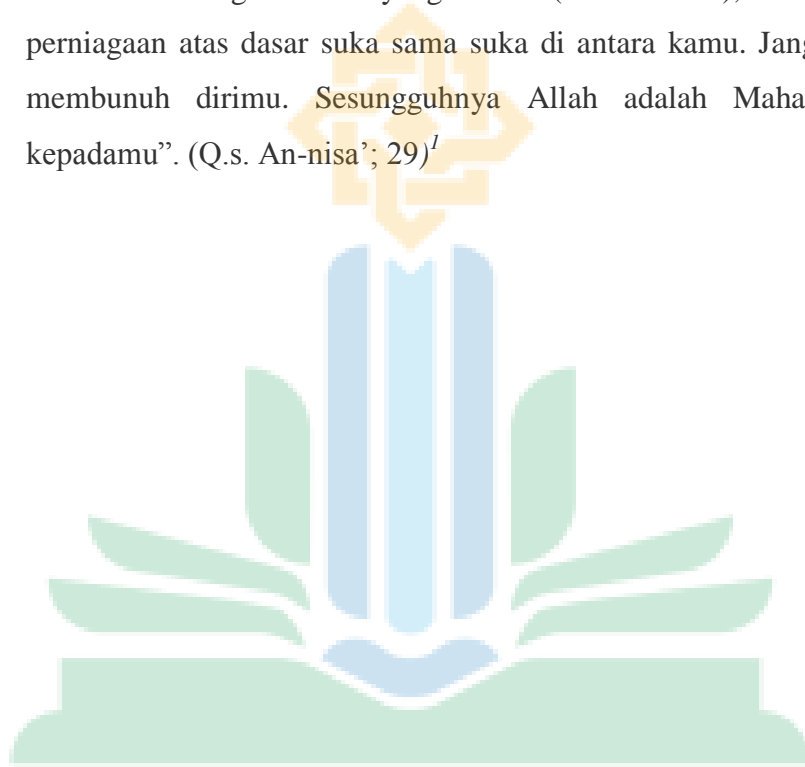 perniagaan atas dasar suka sama suka di antara kamu. Jang
membunuh dirimu. Sesungguhnya Allah adalah Maha
kepadamu”. (Q.s. An-nisa’; 29)1